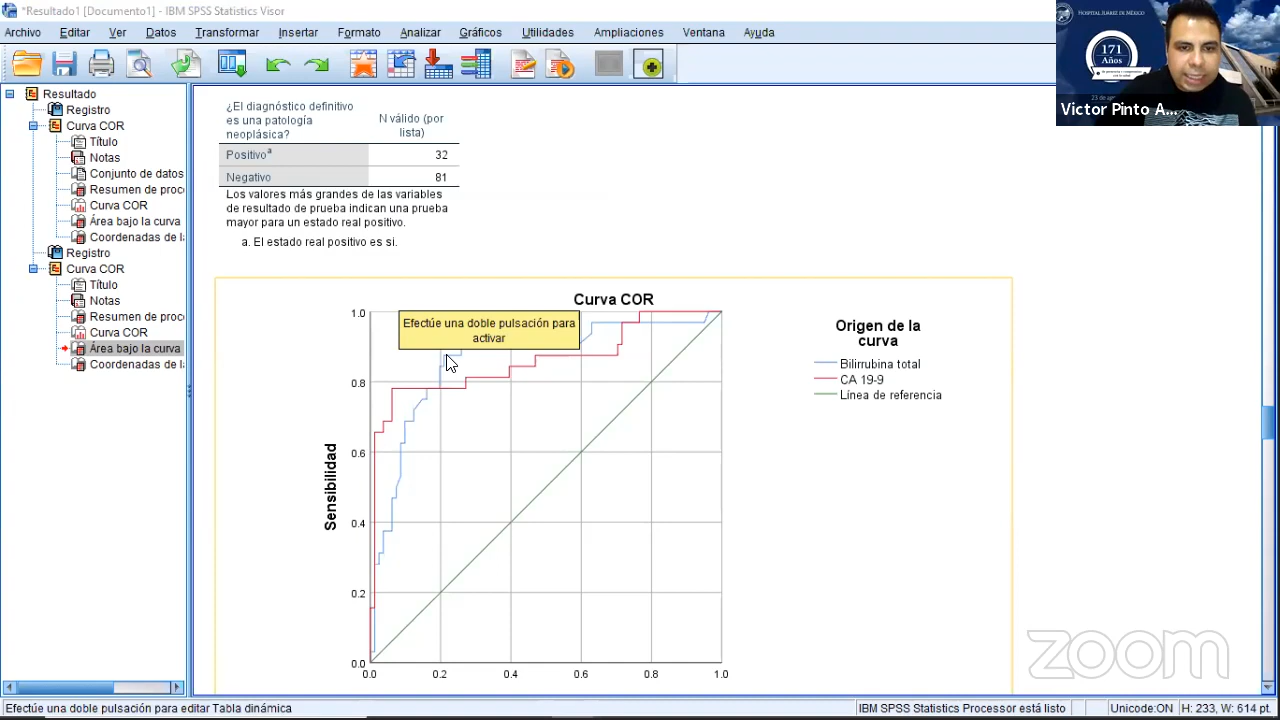 *Resultado1 [Documento1] - IBM SPSS Statistics Visor
Archivo Editar Ver Datos Transformar Insertar Formato Analizar Gráficos Utilidades Ampliaciones Ventana Ayuda
HOSPITAL JUÁREZ DE MÉXICO
171
Años
Victor Pinto A...
Resultado
Registro
Curva COR
Título
Notas
Conjunto de datos
Resumen de proc
Curva COR
Área bajo la curva
Coordenadas de l
Registro
Curva COR
Título
Notas
Resumen de proc
Curva COR
Área bajo la curva
Coordenadas de l
¿El diagnóstico definitivo
es una patología
neoplásica?
N válido (por
lista)
Positivoª 32
Negativo 81
Los valores más grandes de las variables
de resultado de prueba indican una prueba
mayor para un estado real positivo.
a. El estado real positivo es si.
Curva COR
Efectúe una doble pulsación para
activar
Sensibilidad
1.0
0.8
0.6
0.4
0.2
0.0
0.0 0.2 0.4 0.6 0.8 1.0
Origen de la
curva
Bilirrubina total
CA 19-9
Línea de referencia
zoom
Efectúe una doble pulsación para editar Tabla dinámica
IBM SPSS Statistics Processor está listo
Unicode:ON
H: 233, W: 614 pt.